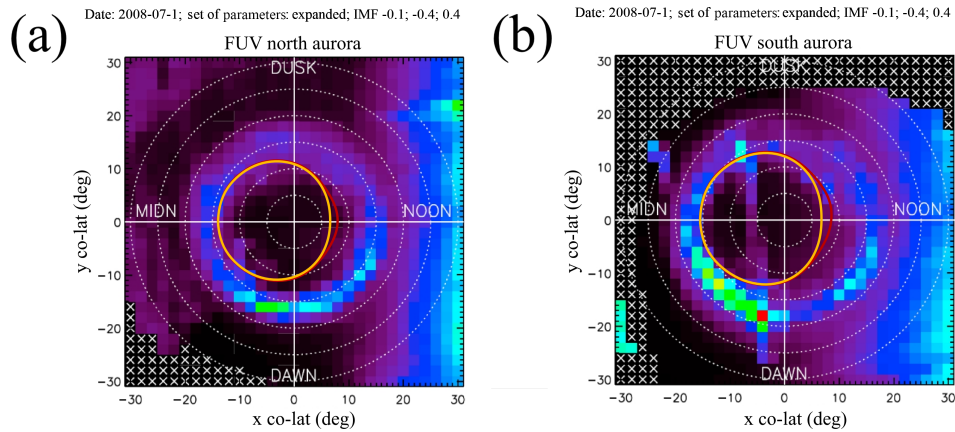 Date: 2008-07-1; set of parameters: expanded; IMF -0.1; -0.4; 0.4
(a)
FUV north aurora
DUSK
MIDN
NOON
DAWN
y co-lat (deg)
30
20
10
0
−10
−20
−30
−30
−20
−10
0
10
20
30
x co-lat (deg)
Date: 2008-07-1; set of parameters: expanded; IMF -0.1; -0.4; 0.4
(b)
FUV south aurora
DUSK
MIDN
NOON
DAWN
y co-lat (deg)
30
20
10
0
−10
−20
−30
−30
−20
−10
0
10
20
30
x co-lat (deg)